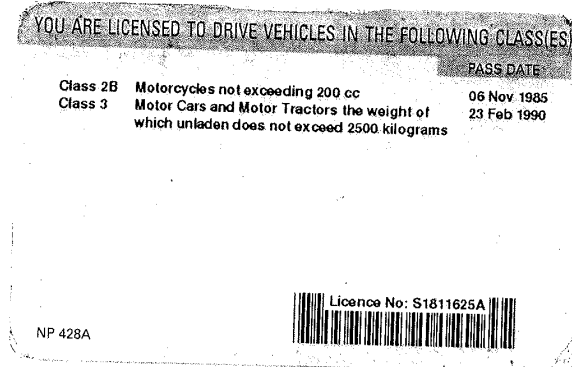 YOU ARE LICENSED TO DRIVE VEHICLES IN THE FOLLOWING CLASS(ES)
PASS DATE
Class 2B Motorcycles not exceeding 200 cc 06 Nov 1985
Class 3 Motor Cars and Motor Tractors the weight of 23 Feb 1990
which unladen does not exceed 2500 kilograms
Licence No: S1811625A
NP 428A